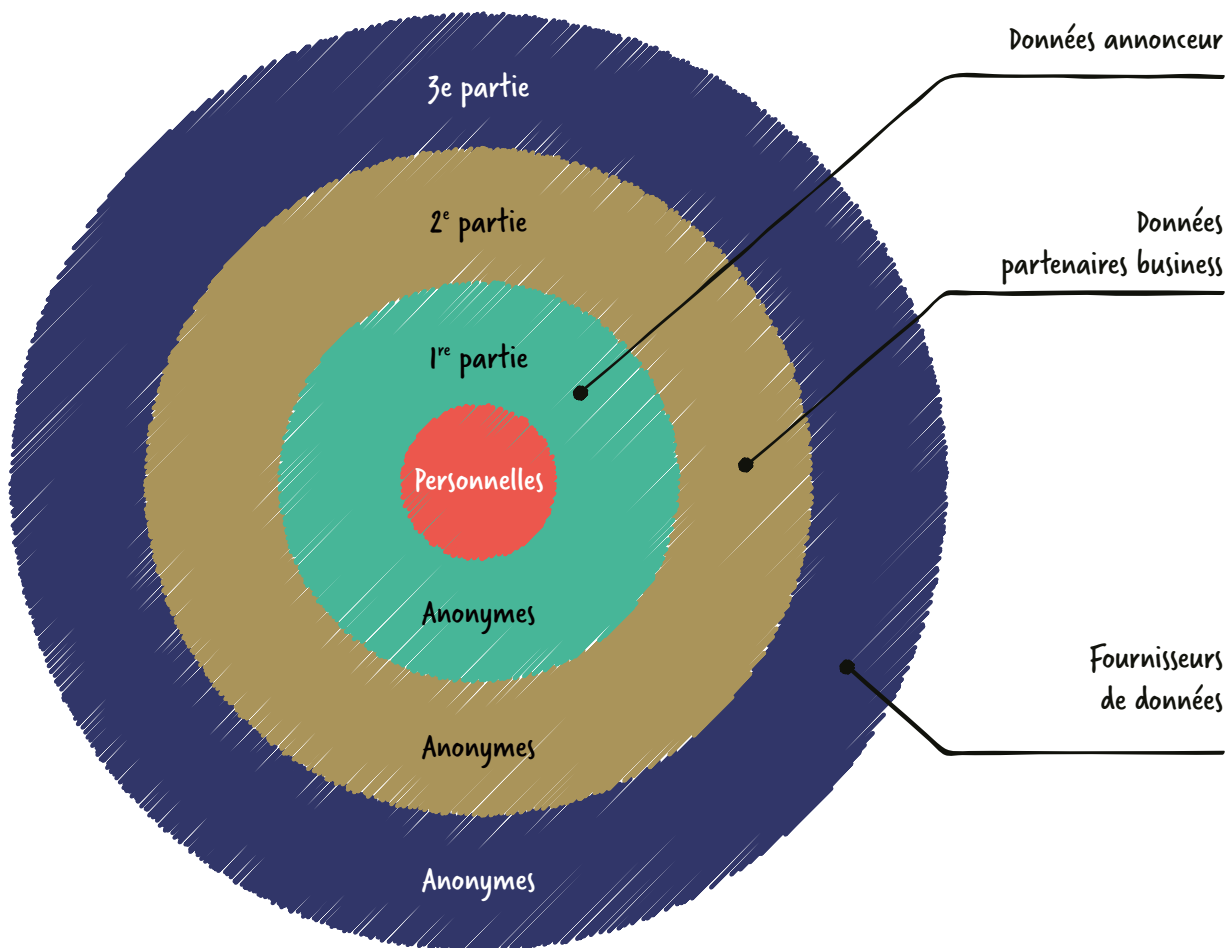 Données annonceur
3e partie
2e partie
Données
partenaires business
1re partie
Personnelles
Anonymes
Fournisseurs
de données
Anonymes
Anonymes